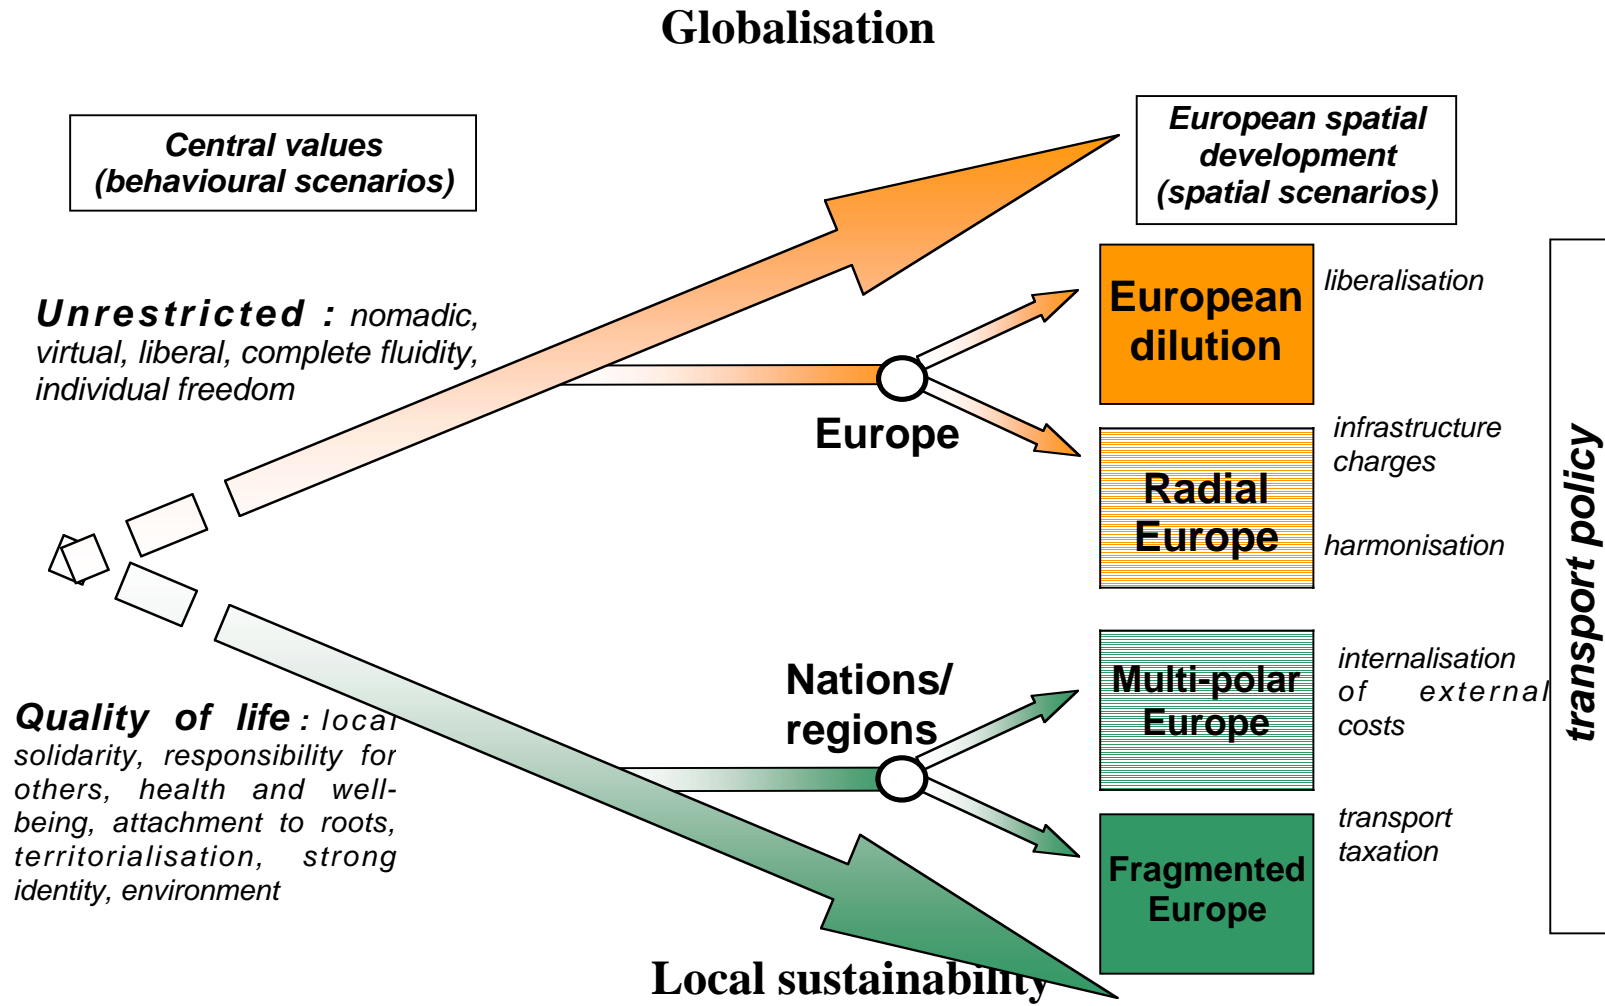 Globalisation
Central values
(behavioural scenarios)
European spatial
development
(spatial scenarios)
Unrestricted : nomadic,
virtual, liberal, complete fluidity,
individual freedom
Europe
European
dilution
liberalisation
Radial
Europe
infrastructure
charges
harmonisation
transport policy
Quality of life : local
solidarity, responsibility for
others, health and well-
being, attachment to roots,
territorialisation, strong
identity, environment
Nations/
regions
Multi-polar
Europe
internalisation
of external
costs
Fragmented
Europe
transport
taxation
Local sustainability